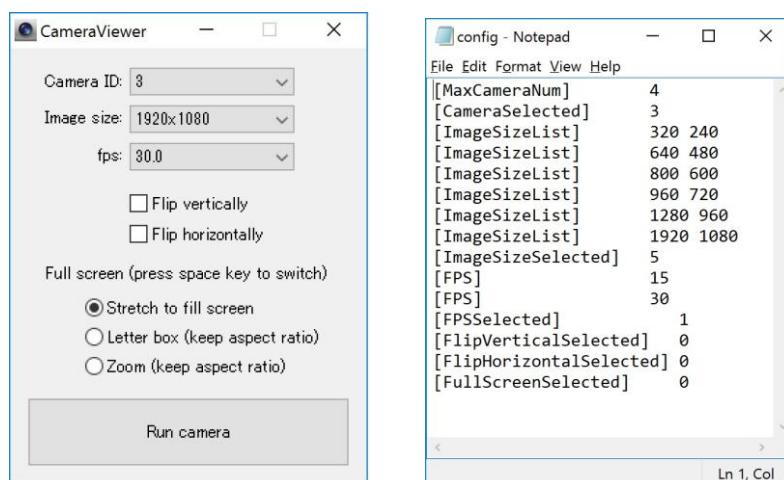 CameraViewer
Camera ID: 3
Image size: 1920x1080
fps: 30.0
Flip vertically
Flip horizontally
Full screen (press space key to switch)
Stretch to fill screen
Letter box (keep aspect ratio)
Zoom (keep aspect ratio)
Run camera
config - Notepad
File Edit Format View Help
[MaxCameraNum] 4
[CameraSelected] 3
[ImageSizeList] 320 240
[ImageSizeList] 640 480
[ImageSizeList] 800 600
[ImageSizeList] 960 720
[ImageSizeList] 1280 960
[ImageSizeList] 1920 1080
[ImageSizeSelected] 5
[FPS] 15
[FPS] 30
[FPSSelected] 1
[FlipVerticalSelected] 0
[FlipHorizontalSelected] 0
[FullScreenSelected] 0
Ln 1, Col